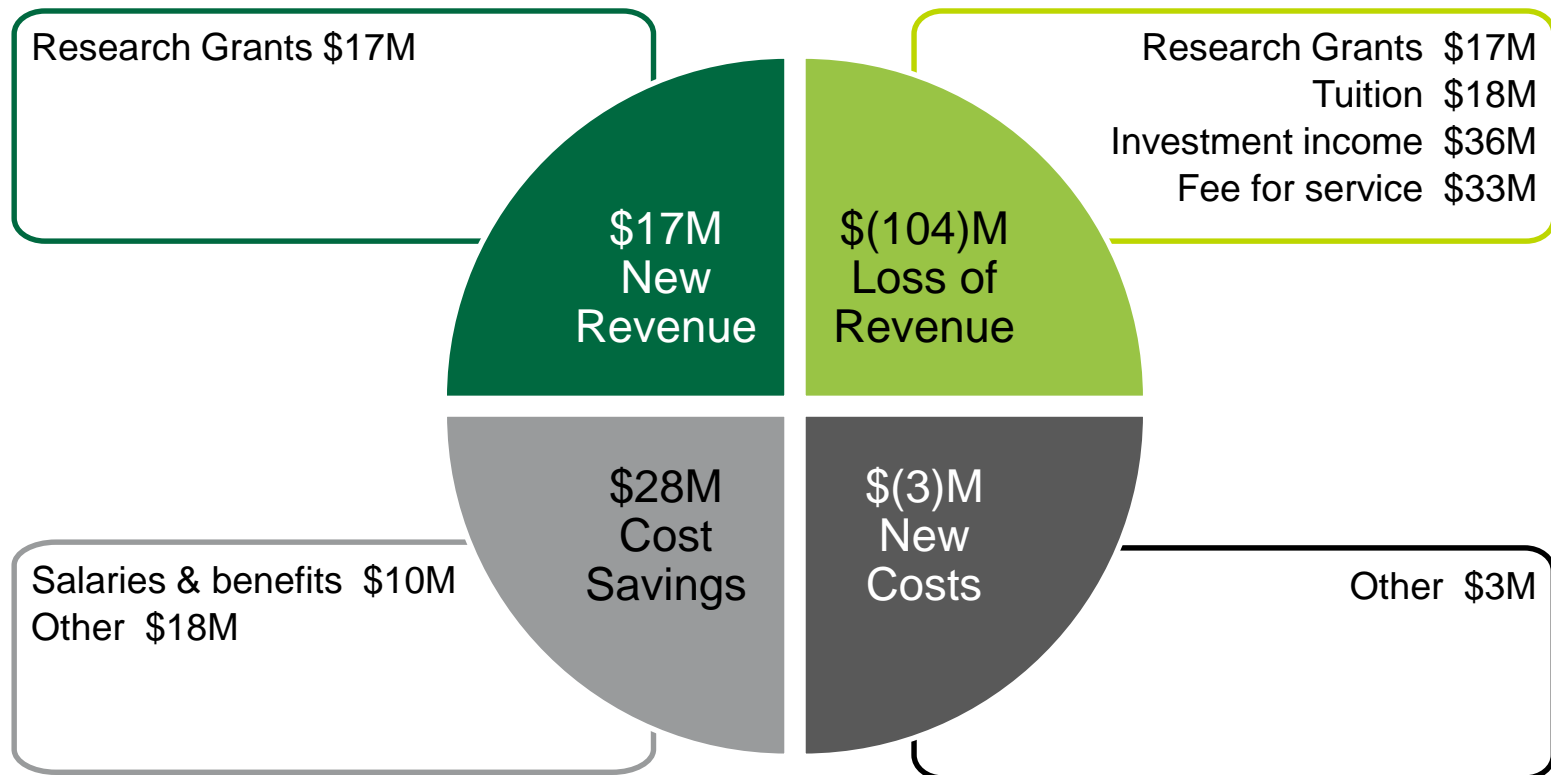 Research Grants $17M
Research Grants $17M
Tuition $18M
Investment income $36M
Fee for service $33M
$17M
New
Revenue
$(104)M
Loss of
Revenue
$28M
Cost
Savings
$(3)M
New
Costs
Salaries & benefits $10M
Other $18M
Other $3M